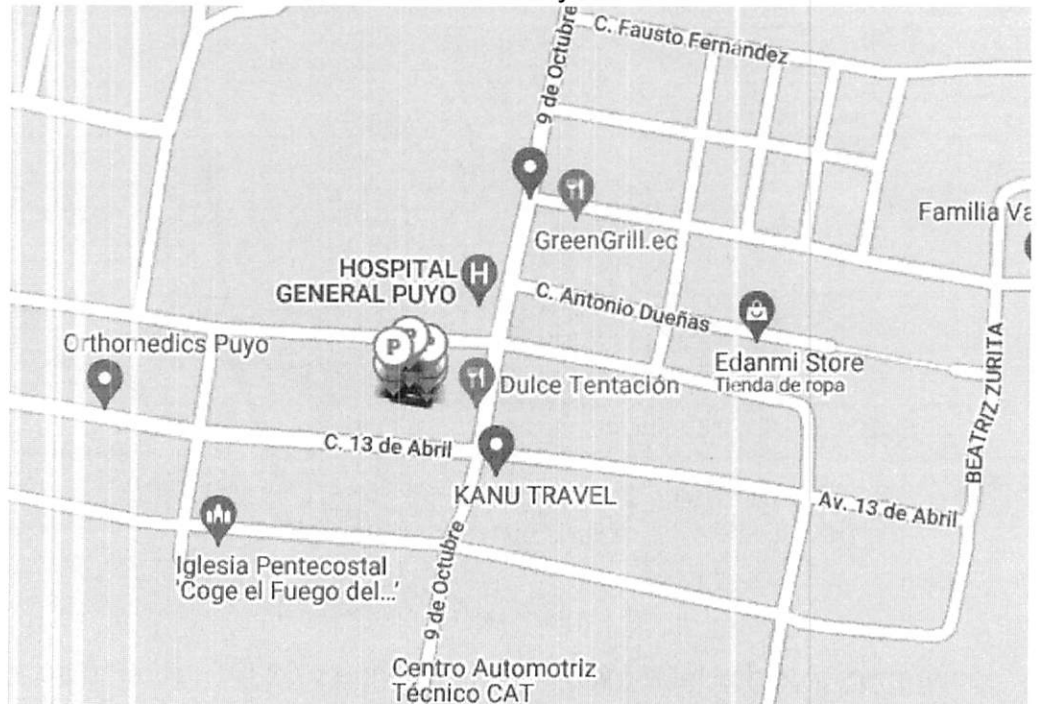 C. Fausto Fernández
9 de Octubre
GreenGrill.ec
Familia Va
HOSPITAL
GENERAL PUYO
H
C. Antonio Dueñas
Orthomedics Puyo
P
Edanmi Store
Tienda de ropa
Dulce Tentación
BEATRIZ ZURITA
C. 13 de Abril
KANU TRAVEL
Av. 13 de Abril
Iglesia Pentecostal
'Coge el Fuego del...'
9 de Octubre
Centro Automotriz
Técnico CAT